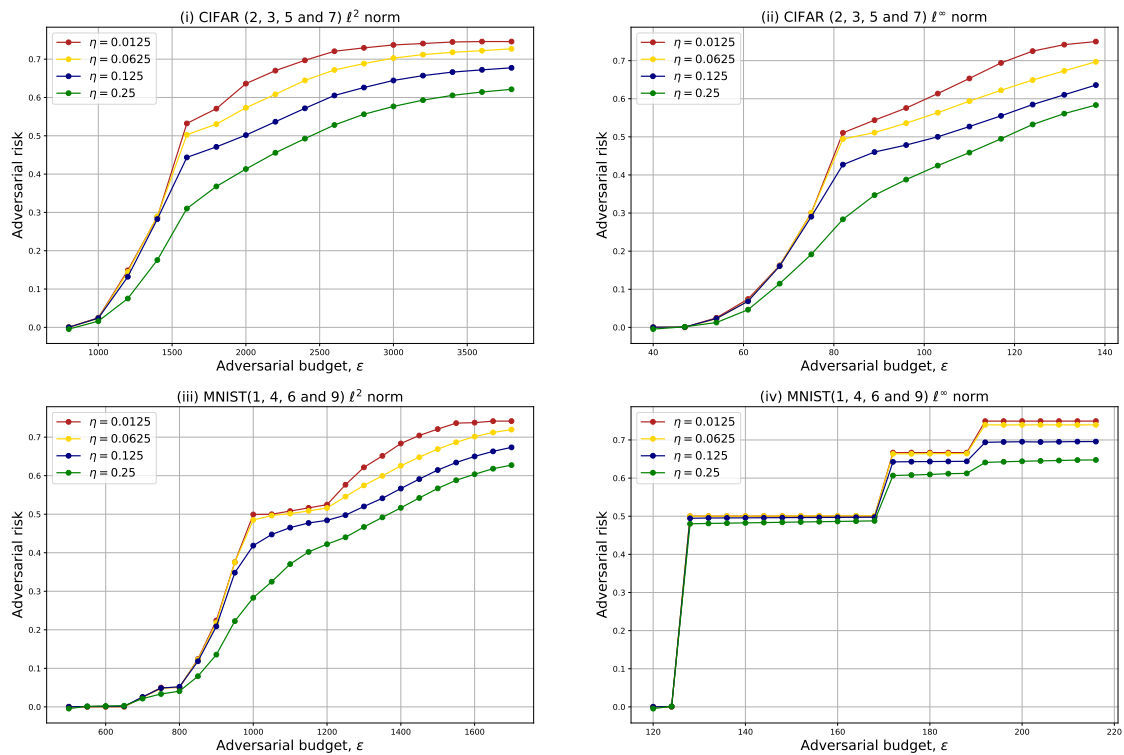 (i) CIFAR (2, 3, 5 and 7) ℓ² norm
η = 0.0125
η = 0.0625
η = 0.125
η = 0.25
Adversarial risk
0.7
0.6
0.5
0.4
0.3
0.2
0.1
0.0
1000 1500 2000 2500 3000 3500
Adversarial budget, ε
(ii) CIFAR (2, 3, 5 and 7) ℓ∞ norm
η = 0.0125
η = 0.0625
η = 0.125
η = 0.25
Adversarial risk
0.7
0.6
0.5
0.4
0.3
0.2
0.1
0.0
40 60 80 100 120 140
Adversarial budget, ε
(iii) MNIST(1, 4, 6 and 9) ℓ² norm
η = 0.0125
η = 0.0625
η = 0.125
η = 0.25
Adversarial risk
0.7
0.6
0.5
0.4
0.3
0.2
0.1
0.0
600 800 1000 1200 1400 1600
Adversarial budget, ε
(iv) MNIST(1, 4, 6 and 9) ℓ∞ norm
η = 0.0125
η = 0.0625
η = 0.125
η = 0.25
Adversarial risk
0.7
0.6
0.5
0.4
0.3
0.2
0.1
0.0
120 140 160 180 200 220
Adversarial budget, ε